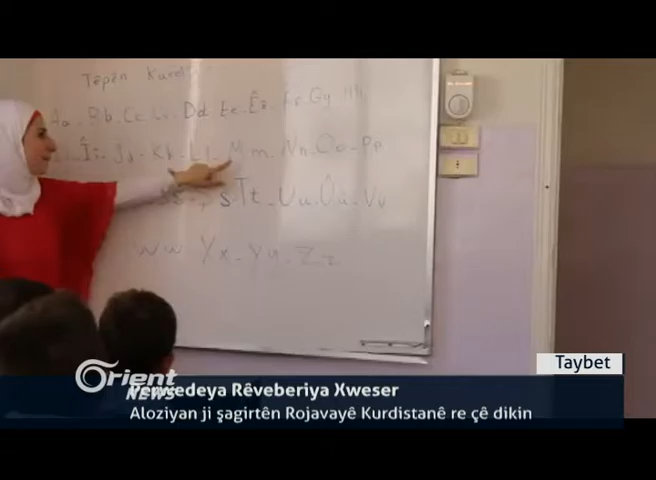 Têpên Kurdî
Aa. Bb. Cc. Çç. Dd. Ee. Êê. Ff. Gg. Hh
Îî. Jj. Kk. Ll. Mm. Nn. Oo. Pp
Tt. Uu. Ûû. Vv
Ww Xx. Yy. Zz
Taybet
Orient
NEWS
Perwedeya Rêveberiya Xweser
Aloziyan ji şagirtên Rojavayê Kurdistanê re çê dikin